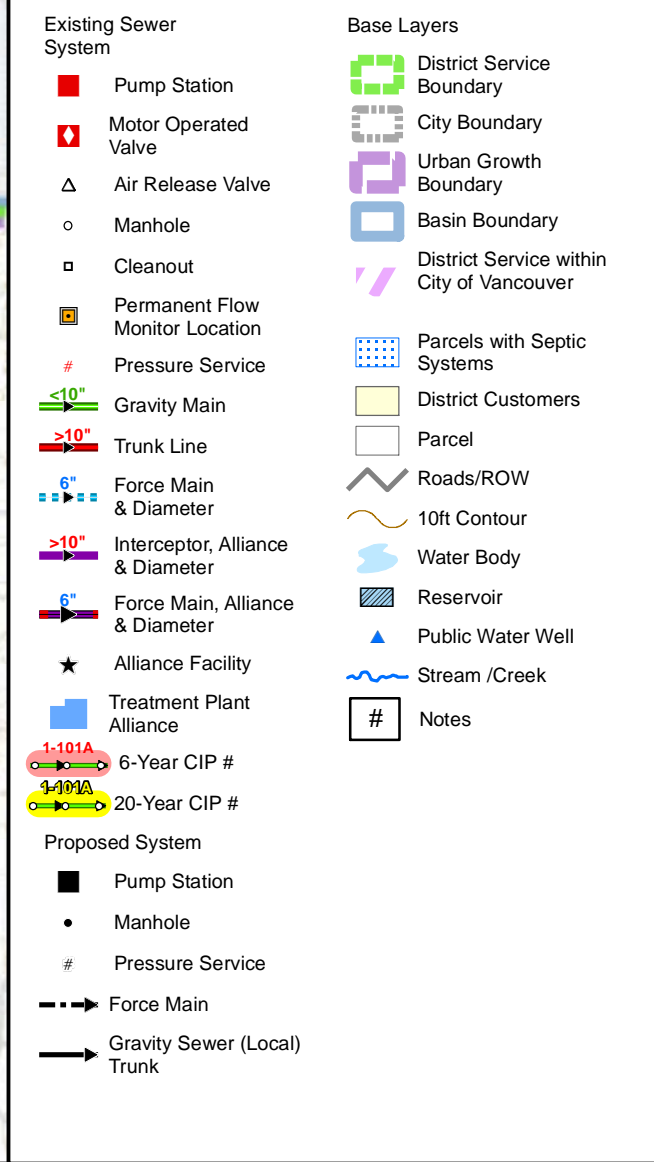 Existing Sewer
System
Pump Station
Motor Operated
Valve
Air Release Valve
Manhole
Cleanout
Permanent Flow
Monitor Location
# Pressure Service
<10" Gravity Main
>10" Trunk Line
6" Force Main
& Diameter
>10" Interceptor, Alliance
& Diameter
6" Force Main, Alliance
& Diameter
Alliance Facility
Treatment Plant
Alliance
1-101A 6-Year CIP #
1-101A 20-Year CIP #
Proposed System
Pump Station
Manhole
# Pressure Service
Force Main
Gravity Sewer (Local)
Trunk
Base Layers
District Service
Boundary
City Boundary
Urban Growth
Boundary
Basin Boundary
District Service within
City of Vancouver
Parcels with Septic
Systems
District Customers
Parcel
Roads/ROW
10ft Contour
Water Body
Reservoir
Public Water Well
Stream /Creek
# Notes